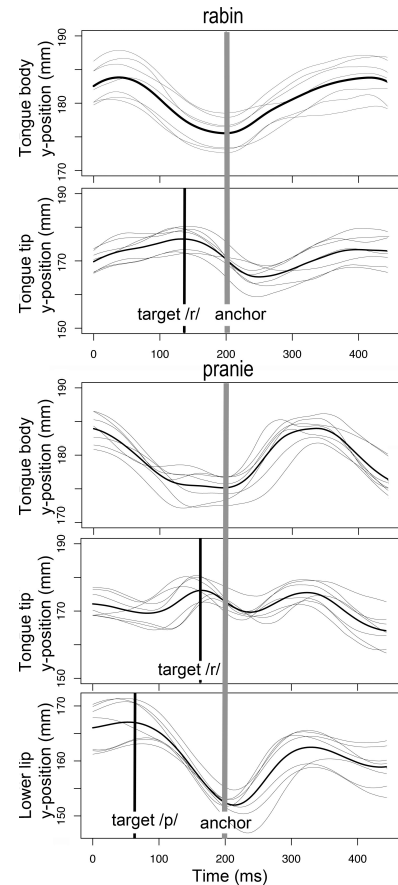 rabin
Tongue body
y-position (mm)
170 180 190
Tongue tip
y-position (mm)
150 170 190
target /r/ anchor
0 100 200 300 400
pranie
Tongue body
y-position (mm)
170 180 190
Tongue tip
y-position (mm)
150 170 190
target /r/
Lower lip
y-position (mm)
150 160 170
target /p/ anchor
0 100 200 300 400
Time (ms)